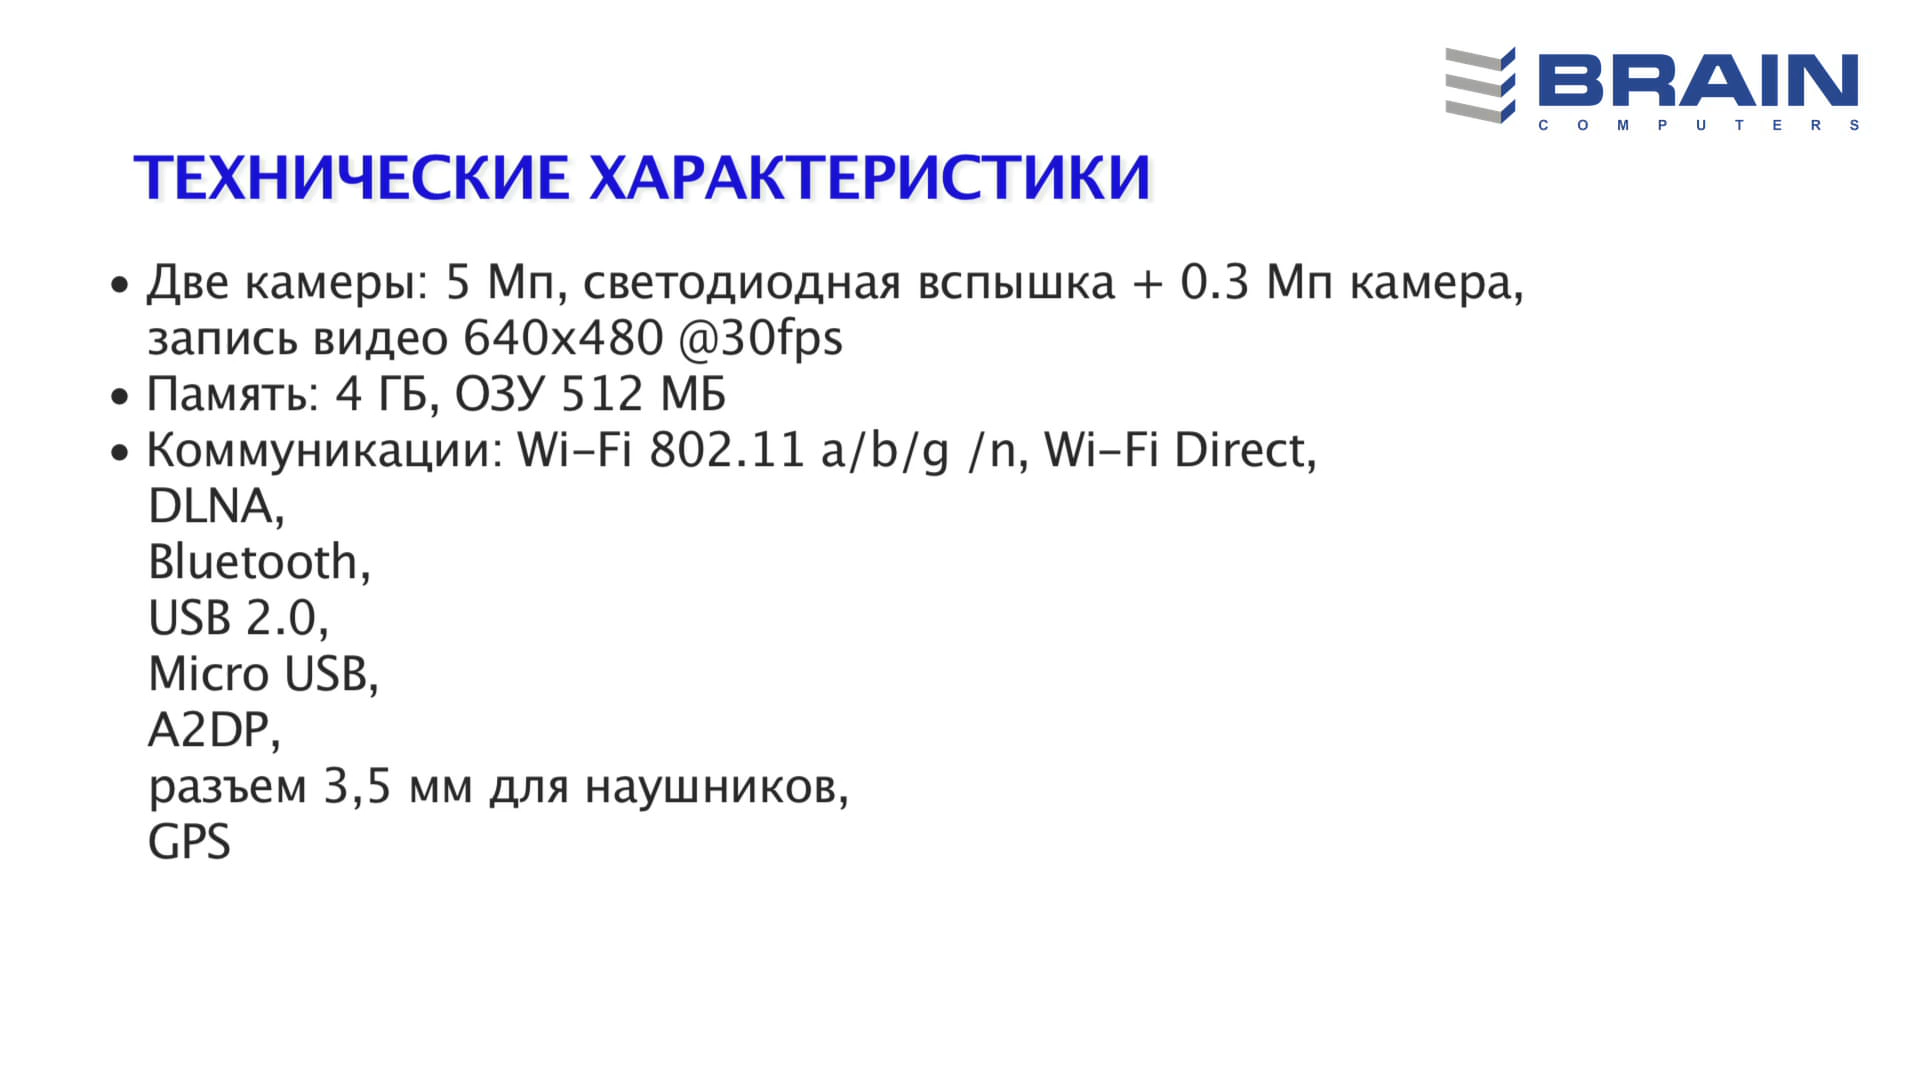 BRAIN
COMPUTERS
ТЕХНИЧЕСКИЕ ХАРАКТЕРИСТИКИ
• Две камеры: 5 Мп, светодиодная вспышка + 0.3 Мп камера,
запись видео 640x480 @30fps
• Память: 4 ГБ, ОЗУ 512 МБ
• Коммуникации: Wi-Fi 802.11 a/b/g /n, Wi-Fi Direct,
DLNA,
Bluetooth,
USB 2.0,
Micro USB,
A2DP,
разъем 3,5 мм для наушников,
GPS